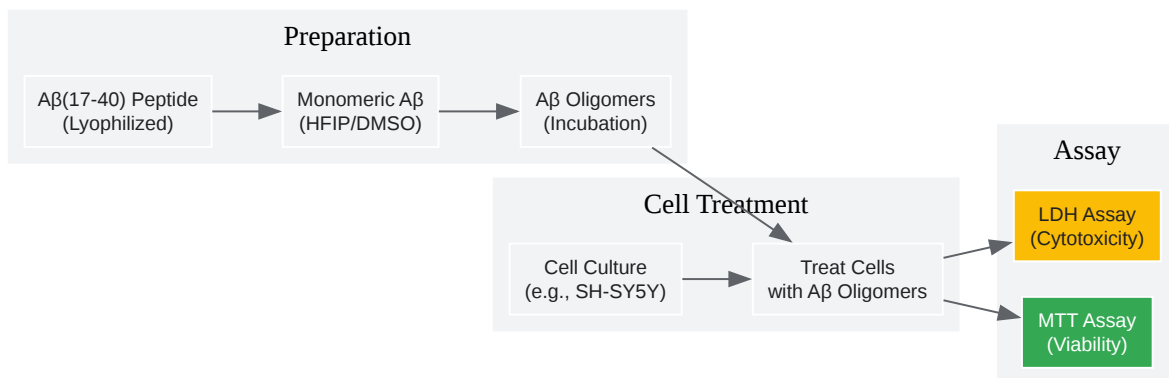 Preparation
Aβ(17-40) Peptide
(Lyophilized)
Monomeric Aβ
(HFIP/DMSO)
Aβ Oligomers
(Incubation)
Cell Treatment
Cell Culture
(e.g., SH-SY5Y)
Treat Cells
with Aβ Oligomers
Assay
LDH Assay
(Cytotoxicity)
MTT Assay
(Viability)